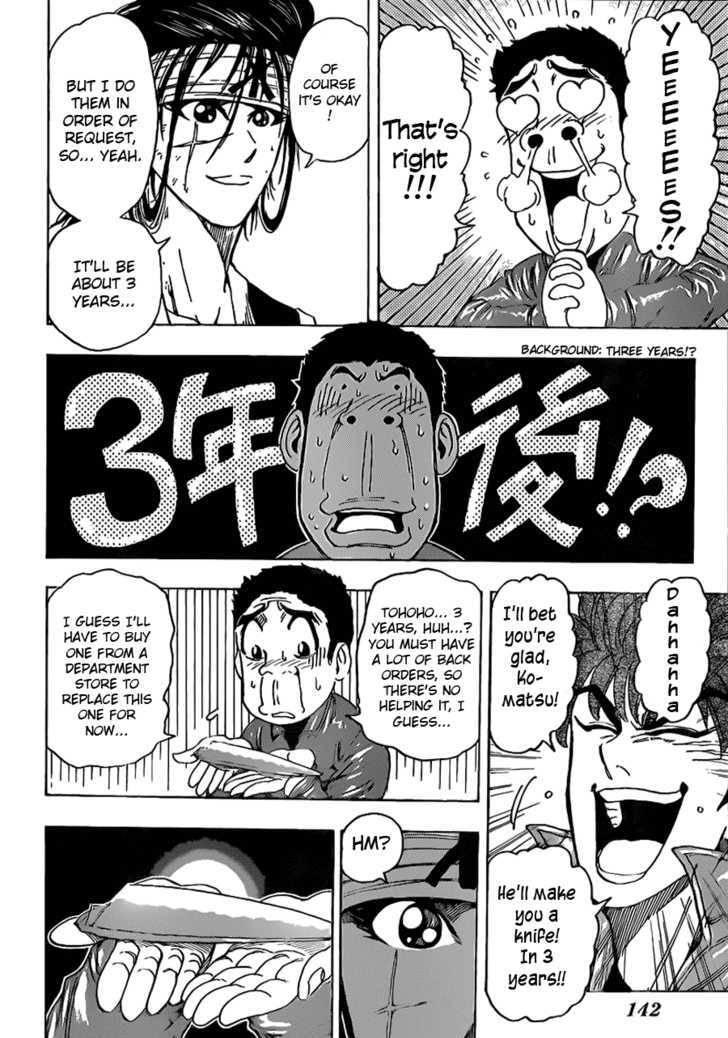 YEEEEEES!!
That's
right
!!!
OF
COURSE
IT'S OKAY
!
BUT I DO
THEM IN
ORDER OF
REQUEST,
SO... YEAH.
IT'LL BE
ABOUT 3
YEARS...
BACKGROUND: THREE YEARS!?
3年後!!?
Dahhahha
I'll bet
you're
glad,
Ko-
matsu!
TOHOHO... 3
YEARS, HUH...?
YOU MUST HAVE
A LOT OF BACK
ORDERS, SO
THERE'S NO
HELPING IT, I
GUESS...
I GUESS I'LL
HAVE TO BUY
ONE FROM A
DEPARTMENT
STORE TO
REPLACE THIS
ONE FOR
NOW...
He'll make
you a
knife!
In 3
years!!
HM?
142